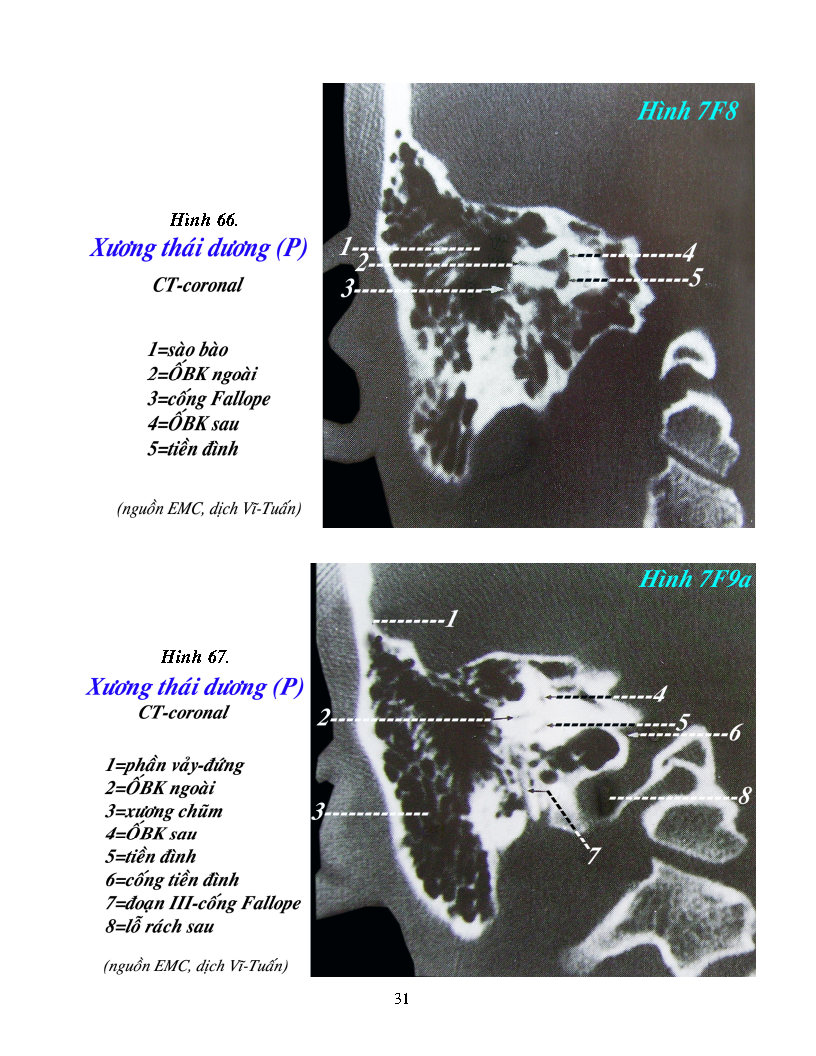 Hình 7F8
Hình 66.
Xương thái dương (P)
CT-coronal
1
2
3
4
5
1=sào bào
2=ỐBK ngoài
3=cống Fallope
4=ỐBK sau
5=tiền đình
(nguồn EMC, dịch Vĩ-Tuấn)
Hình 7F9a
Hình 67.
Xương thái dương (P)
CT-coronal
1
2
3
4
5
6
7
8
1=phần vảy-đứng
2=ỐBK ngoài
3=xương chũm
4=ỐBK sau
5=tiền đình
6=cống tiền đình
7=đoạn III-cống Fallope
8=lỗ rách sau
(nguồn EMC, dịch Vĩ-Tuấn)
31